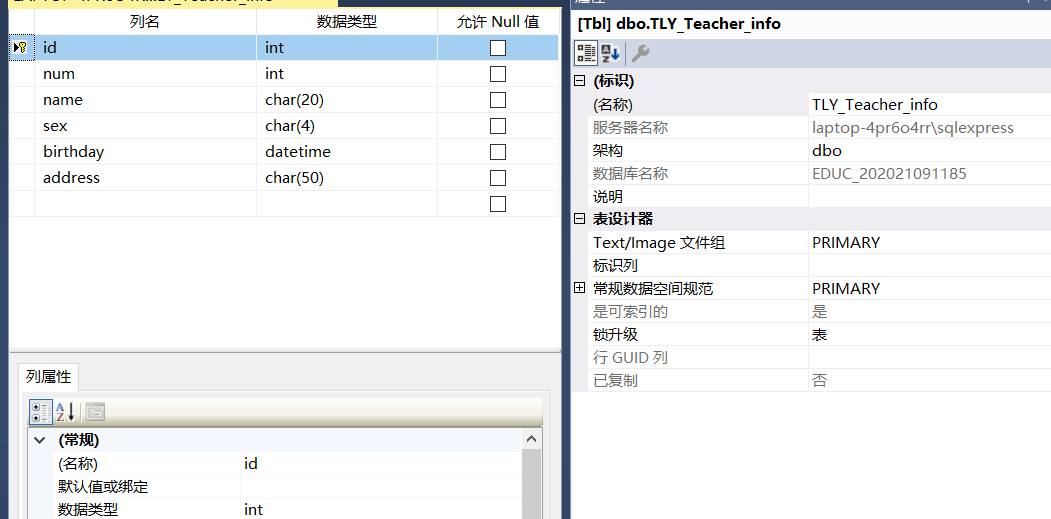 列名 数据类型 允许 Null 值
id int
num int
name char(20)
sex char(4)
birthday datetime
address char(50)
列属性
(常规)
(名称) id
默认值或绑定
数据类型 int
[Tbl] dbo.TLY_Teacher_info
(标识)
(名称) TLY_Teacher_info
服务器名称 laptop-4pr6o4rr\sqlexpress
架构 dbo
数据库名称 EDUC_202021091185
说明
表设计器
Text/Image 文件组 PRIMARY
标识列
常规数据空间规范 PRIMARY
是可索引的 是
锁升级 表
行 GUID 列
已复制 否